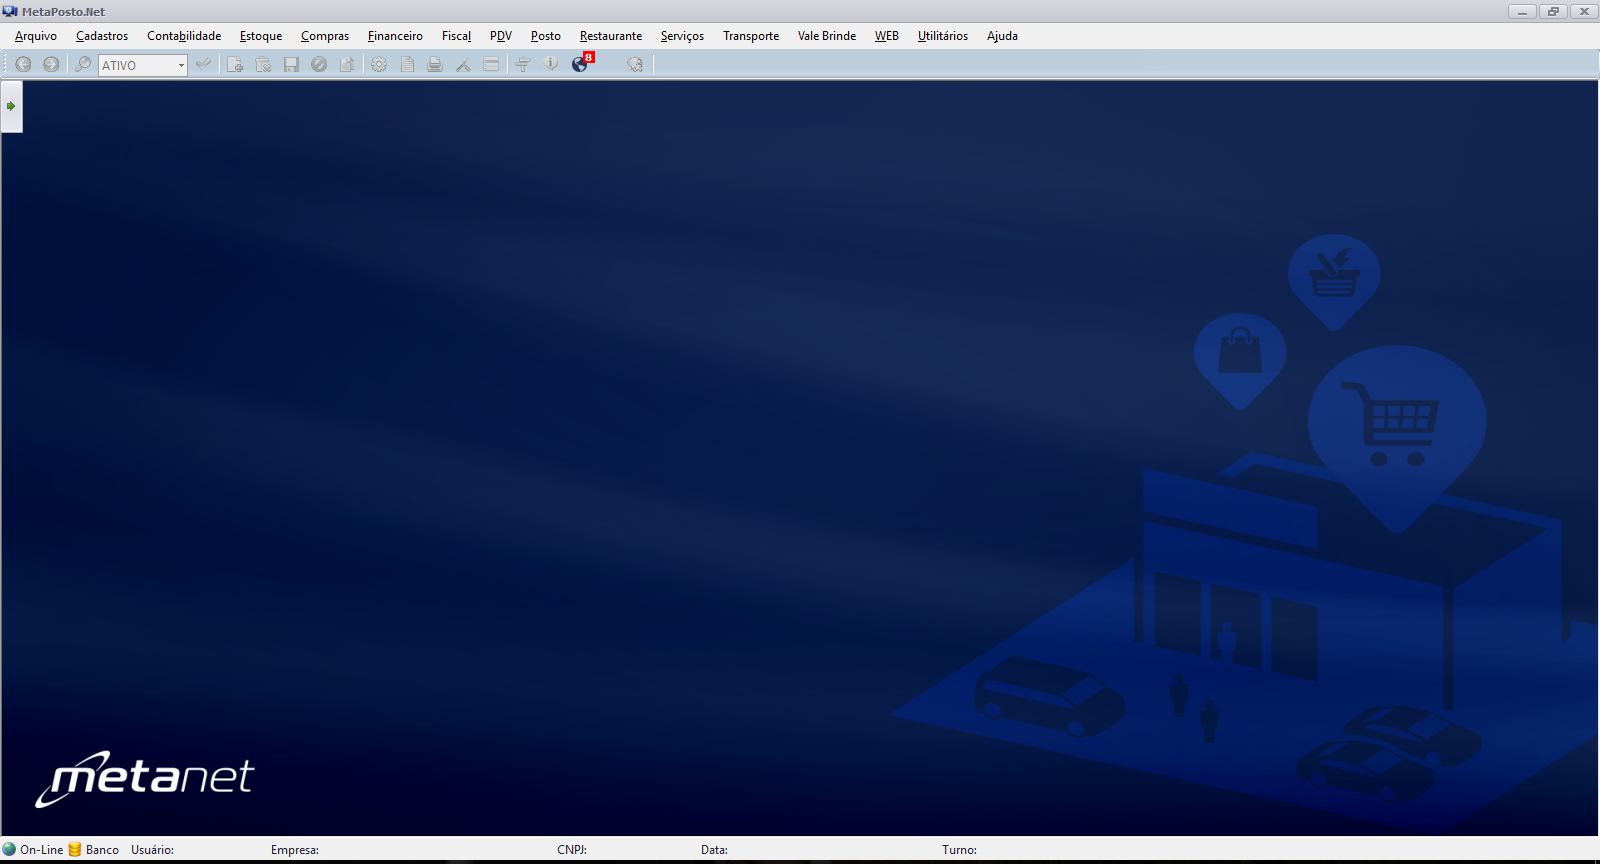 MetaPosto.Net
Arquivo Cadastros Contabilidade Estoque Compras Financeiro Fiscal PDV Posto Restaurante Serviços Transporte Vale Brinde WEB Utilitários Ajuda
ATIVO 8
metanet
On-Line Banco Usuário: Empresa: CNPJ: Data: Turno: